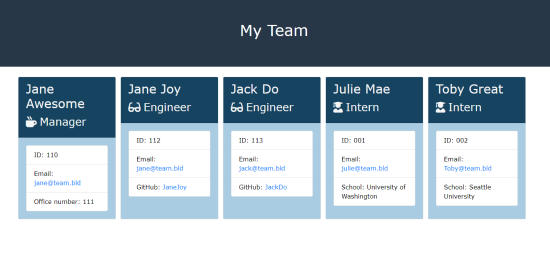 My Team
Jane
Awesome
Manager
ID: 110
Email:
jane@team.bld
Office number: 111
Jane Joy
Engineer
ID: 112
Email:
jane@team.bld
GitHub: JaneJoy
Jack Do
Engineer
ID: 113
Email:
jack@team.bld
GitHub: JackDo
Julie Mae
Intern
ID: 001
Email:
julie@team.bld
School: University of
Washington
Toby Great
Intern
ID: 002
Email:
Toby@team.bld
School: Seattle
University